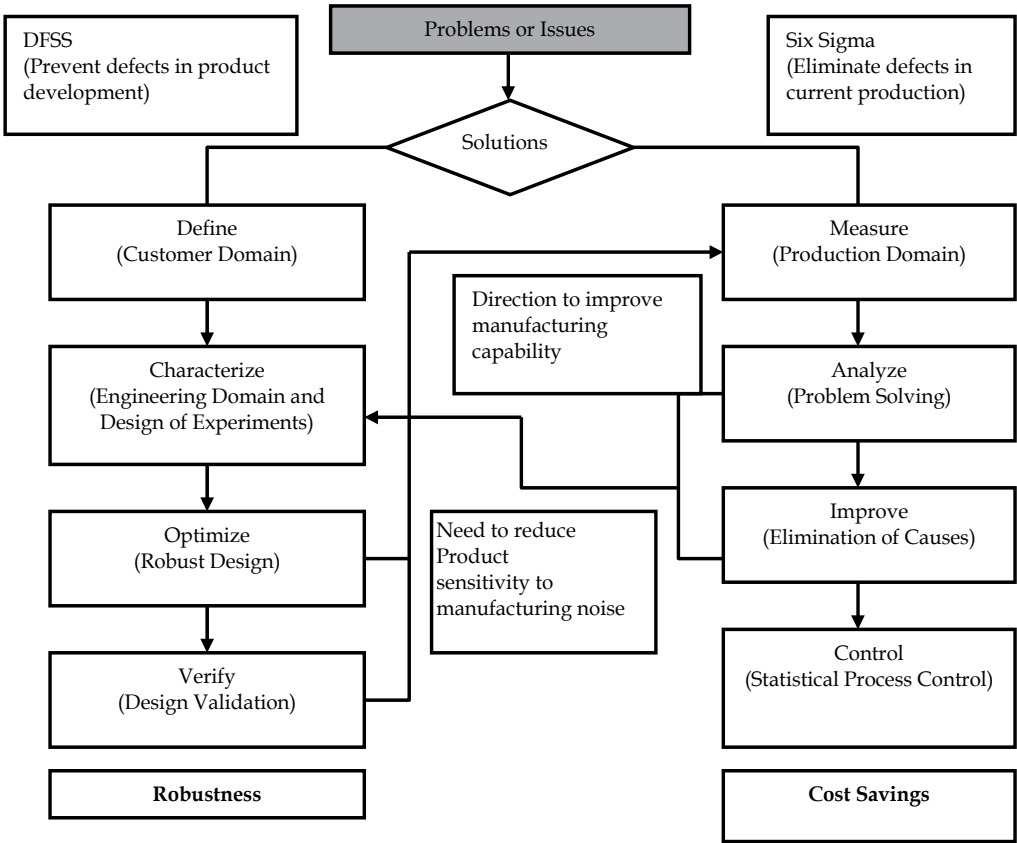 Problems or Issues
DFSS
(Prevent defects in product
development)
Six Sigma
(Eliminate defects in
current production)
Solutions
Define
(Customer Domain)
Measure
(Production Domain)
Direction to improve
manufacturing
capability
Characterize
(Engineering Domain and
Design of Experiments)
Analyze
(Problem Solving)
Optimize
(Robust Design)
Need to reduce
Product
sensitivity to
manufacturing noise
Improve
(Elimination of Causes)
Verify
(Design Validation)
Control
(Statistical Process Control)
Robustness
Cost Savings